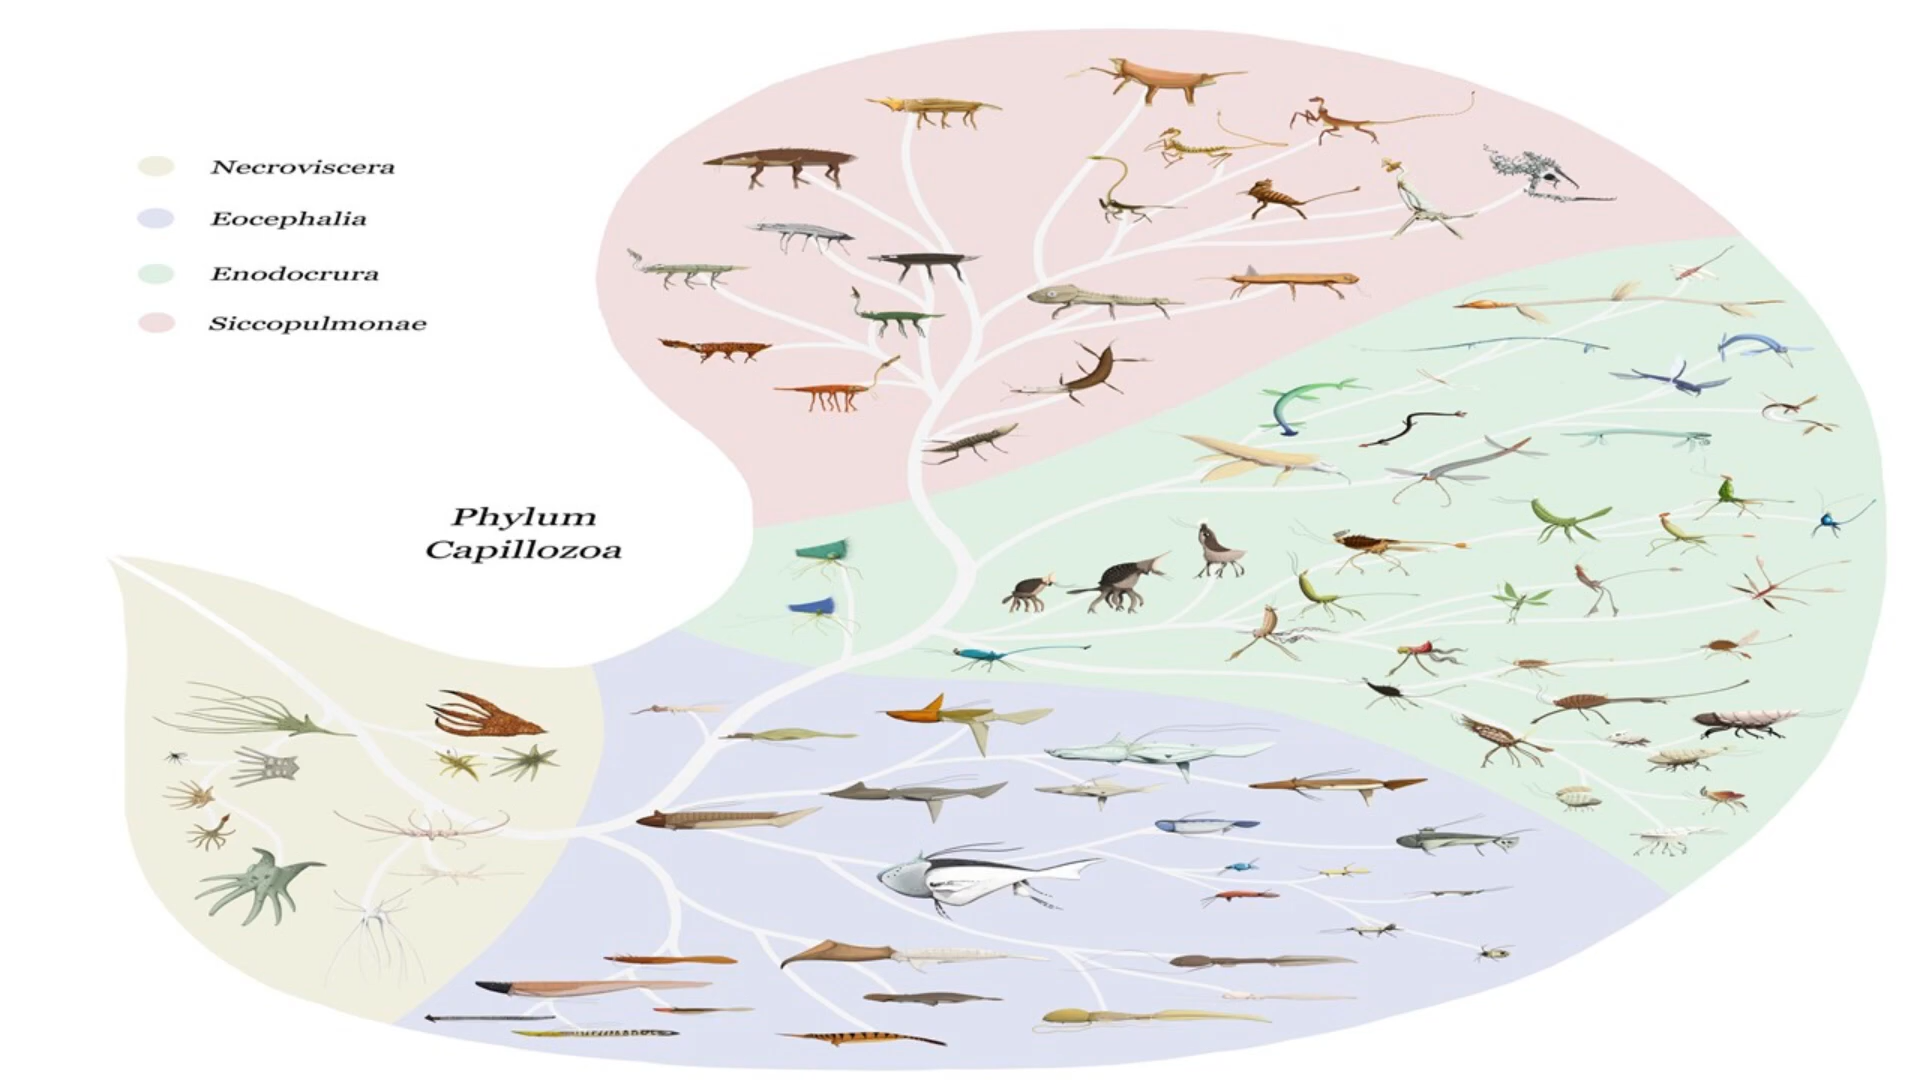 Necroviscera
Eocephalia
Enodocrura
Siccopulmonae
Phylum
Capillozoa